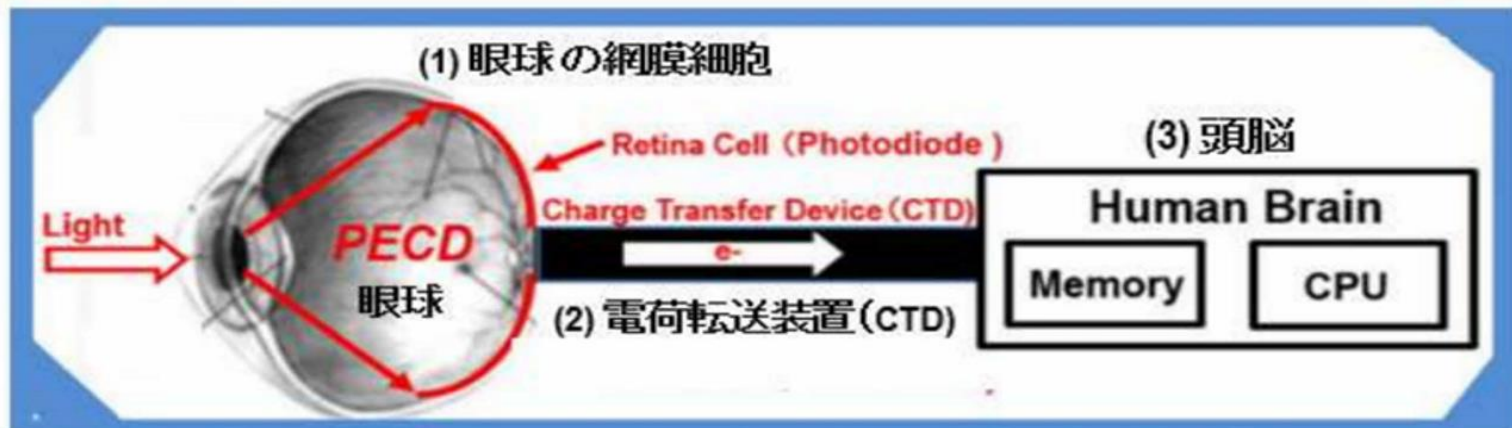 (1) 眼球の網膜細胞
Retina Cell (Photodiode )
(3) 頭脳
Light
PECD
眼球
Charge Transfer Device (CTD)
e-
(2) 電荷転送装置(CTD)
Human Brain
Memory
CPU